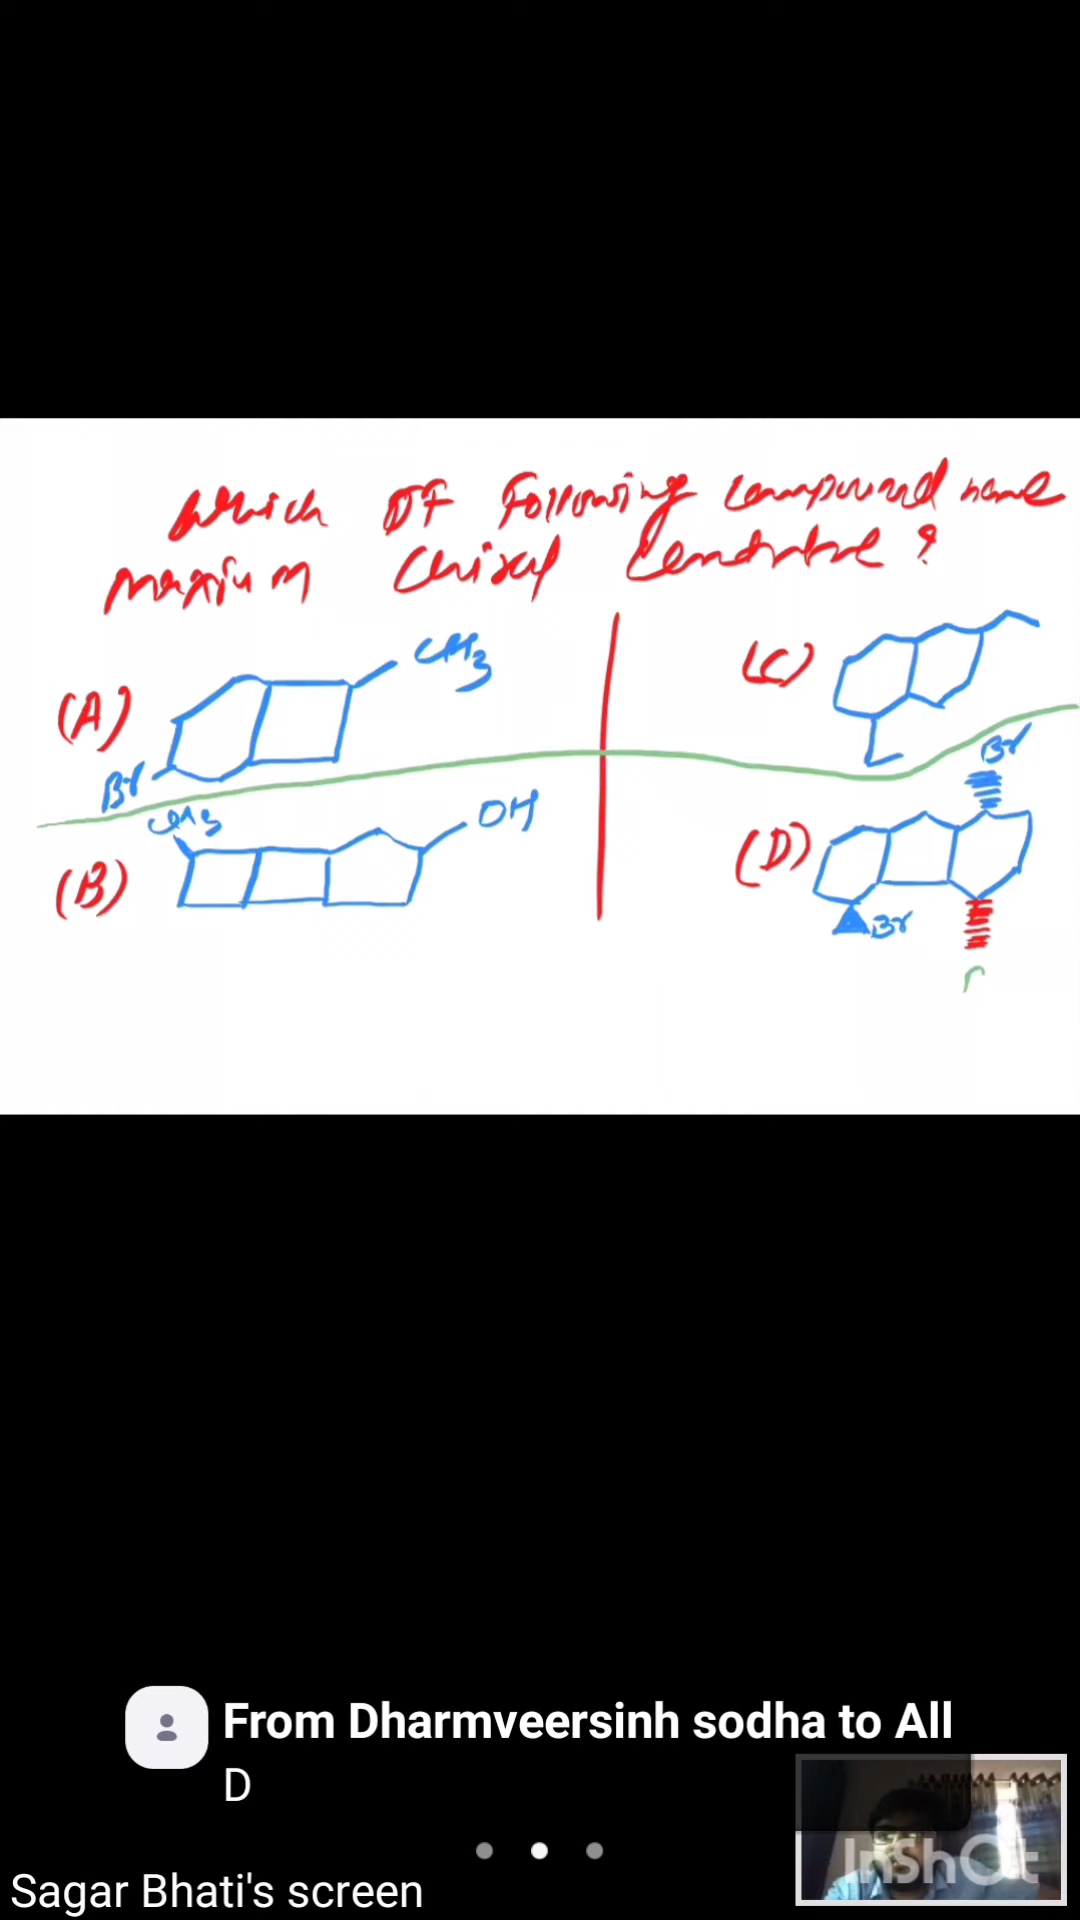 Which OF Following compound have
maxium Chiral Centre ?
(A) CH3
Br
(B) CH3 OH
(C)
(D) Br
Br
From Dharmveersinh sodha to All
D
InShOt
Sagar Bhati's screen